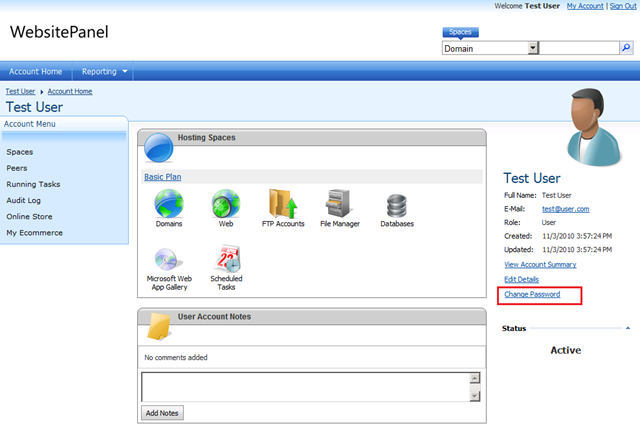 Welcome Test User My Account | Sign Out
WebsitePanel
Spaces
Domain
Account Home Reporting
Test User Account Home
Test User
Account Menu
Spaces
Peers
Running Tasks
Audit Log
Online Store
My Ecommerce
Hosting Spaces
Basic Plan
Domains Web FTP Accounts File Manager Databases
Microsoft Web App Gallery
Scheduled Tasks
User Account Notes
No comments added
Add Notes
Test User
Full Name: Test User
E-Mail: test@user.com
Role: User
Created: 11/3/2010 3:57:24 PM
Updated: 11/3/2010 3:57:24 PM
View Account Summary
Edit Details
Change Password
Status
Active